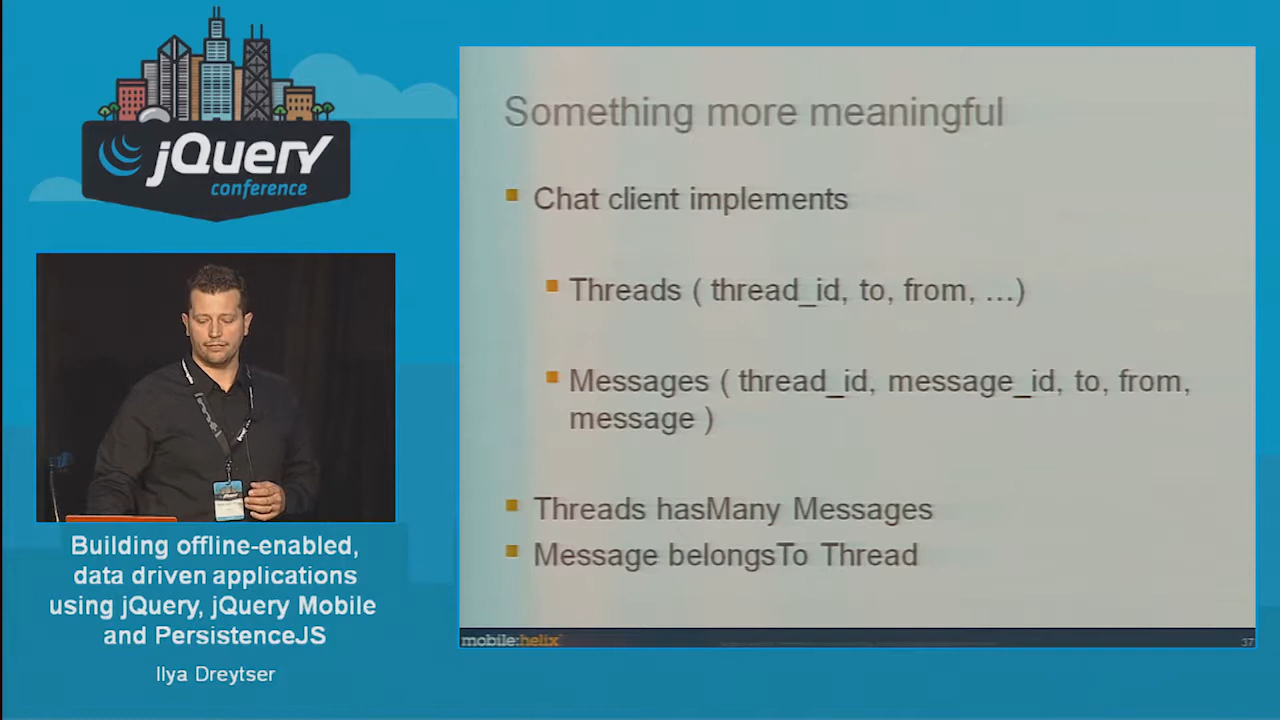 jQuery
conference
Building offline-enabled,
data driven applications
using jQuery, jQuery Mobile
and PersistenceJS
Ilya Dreytser
Something more meaningful
Chat client implements
Threads ( thread_id, to, from, …)
Messages ( thread_id, message_id, to, from,
message )
Threads hasMany Messages
Message belongsTo Thread
mobile:helix
37